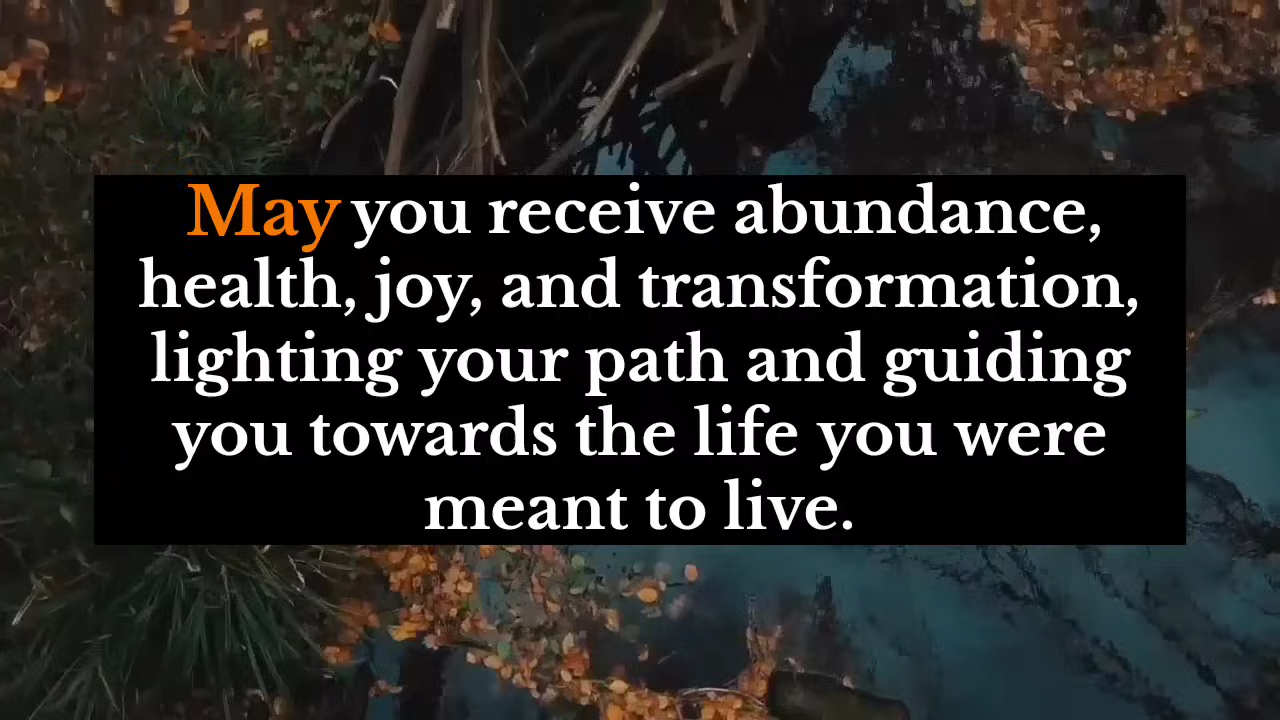 May you receive abundance,
health, joy, and transformation,
lighting your path and guiding
you towards the life you were
meant to live.